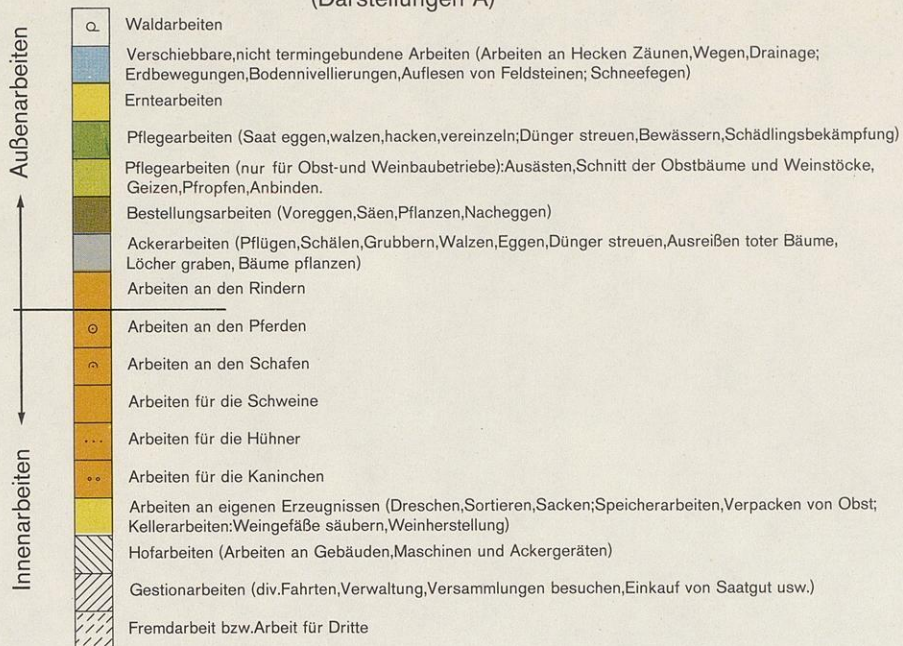 (Darstellungen A)
Außenarbeiten
Waldarbeiten
Verschiebbare,nicht termingebundene Arbeiten (Arbeiten an Hecken Zäunen,Wegen,Drainage;
Erdbewegungen,Bodennivellierungen,Auflesen von Feldsteinen; Schneefegen)
Erntearbeiten
Pflegearbeiten (Saat eggen,walzen,hacken,vereinzeln;Dünger streuen,Bewässern,Schädlingsbekämpfung)
Pflegearbeiten (nur für Obst-und Weinbaubetriebe):Ausästen,Schnitt der Obstbäume und Weinstöcke,
Geizen,Pfropfen,Anbinden.
Bestellungsarbeiten (Voreggen,Säen,Pflanzen,Nacheggen)
Ackerarbeiten (Pflügen,Schälen,Grubbern,Walzen,Eggen,Dünger streuen,Ausreißen toter Bäume,
Löcher graben, Bäume pflanzen)
Arbeiten an den Rindern
Innenarbeiten
Arbeiten an den Pferden
Arbeiten an den Schafen
Arbeiten für die Schweine
Arbeiten für die Hühner
Arbeiten für die Kaninchen
Arbeiten an eigenen Erzeugnissen (Dreschen,Sortieren,Sacken;Speicherarbeiten,Verpacken von Obst;
Kellerarbeiten:Weingefäße säubern,Weinherstellung)
Hofarbeiten (Arbeiten an Gebäuden,Maschinen und Ackergeräten)
Gestionarbeiten (div.Fahrten,Verwaltung,Versammlungen besuchen,Einkauf von Saatgut usw.)
Fremdarbeit bzw.Arbeit für Dritte